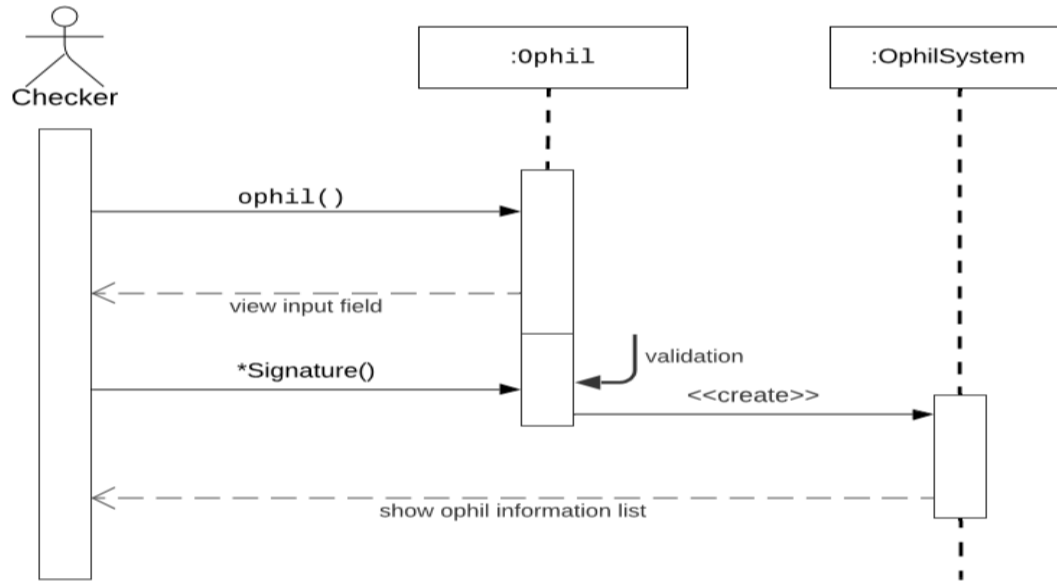 Checker
:Ophil
:OphilSystem
ophil()
view input field
validation
*Signature()
<<create>>
show ophil information list